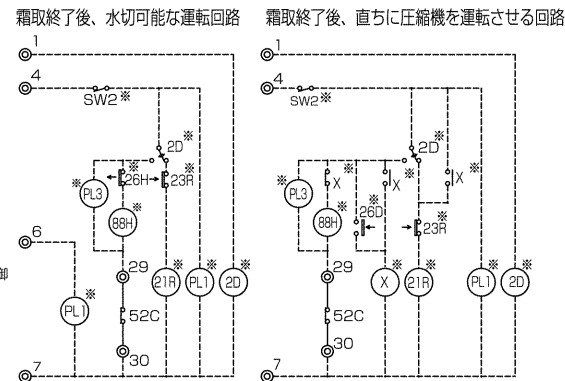 霜取終了後、水切可能な運転回路
1
4
SW2※
※
2D
※
26H
※
23R
※
PL3
※
88H
※
6
29
※
21R
※
PL1
※
2D
※
PL1
※
52C
30
7
御
霜取終了後、直ちに圧縮機を運転させる回路
1
4
SW2※
※
2D
※
X
※
X
※
X
※
PL3
※
88H
※
26D
※
23R
※
29
※
X
※
21R
※
PL1
※
2D
52C
30
7